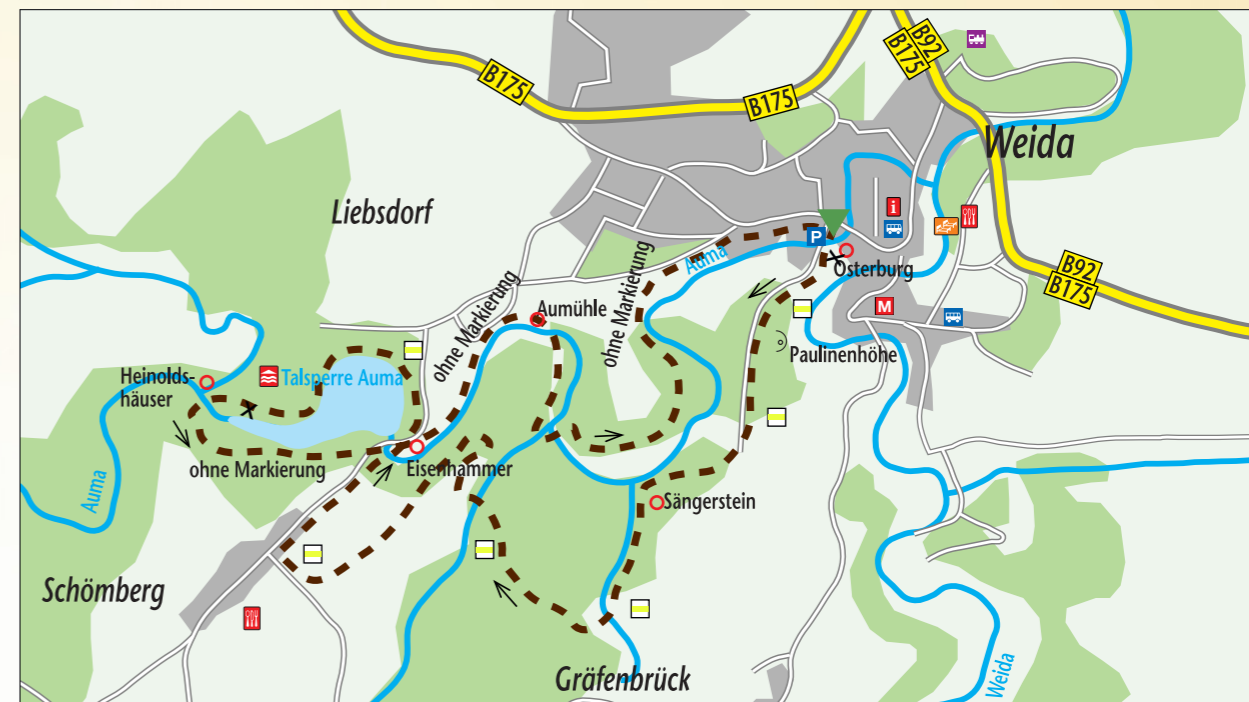 B175
B175
B92
B175
Weida
Liebsdorf
P
i
Auma
ohne Markierung
Osterburg
B92
B175
M
ohne Markierung
Aumühle
Paulinenhöhe
Heinolds-
häuser
Talsperre Auma
ohne Markierung
Eisenhammer
Auma
Sängerstein
Schömberg
Gräfenbrück
Weida